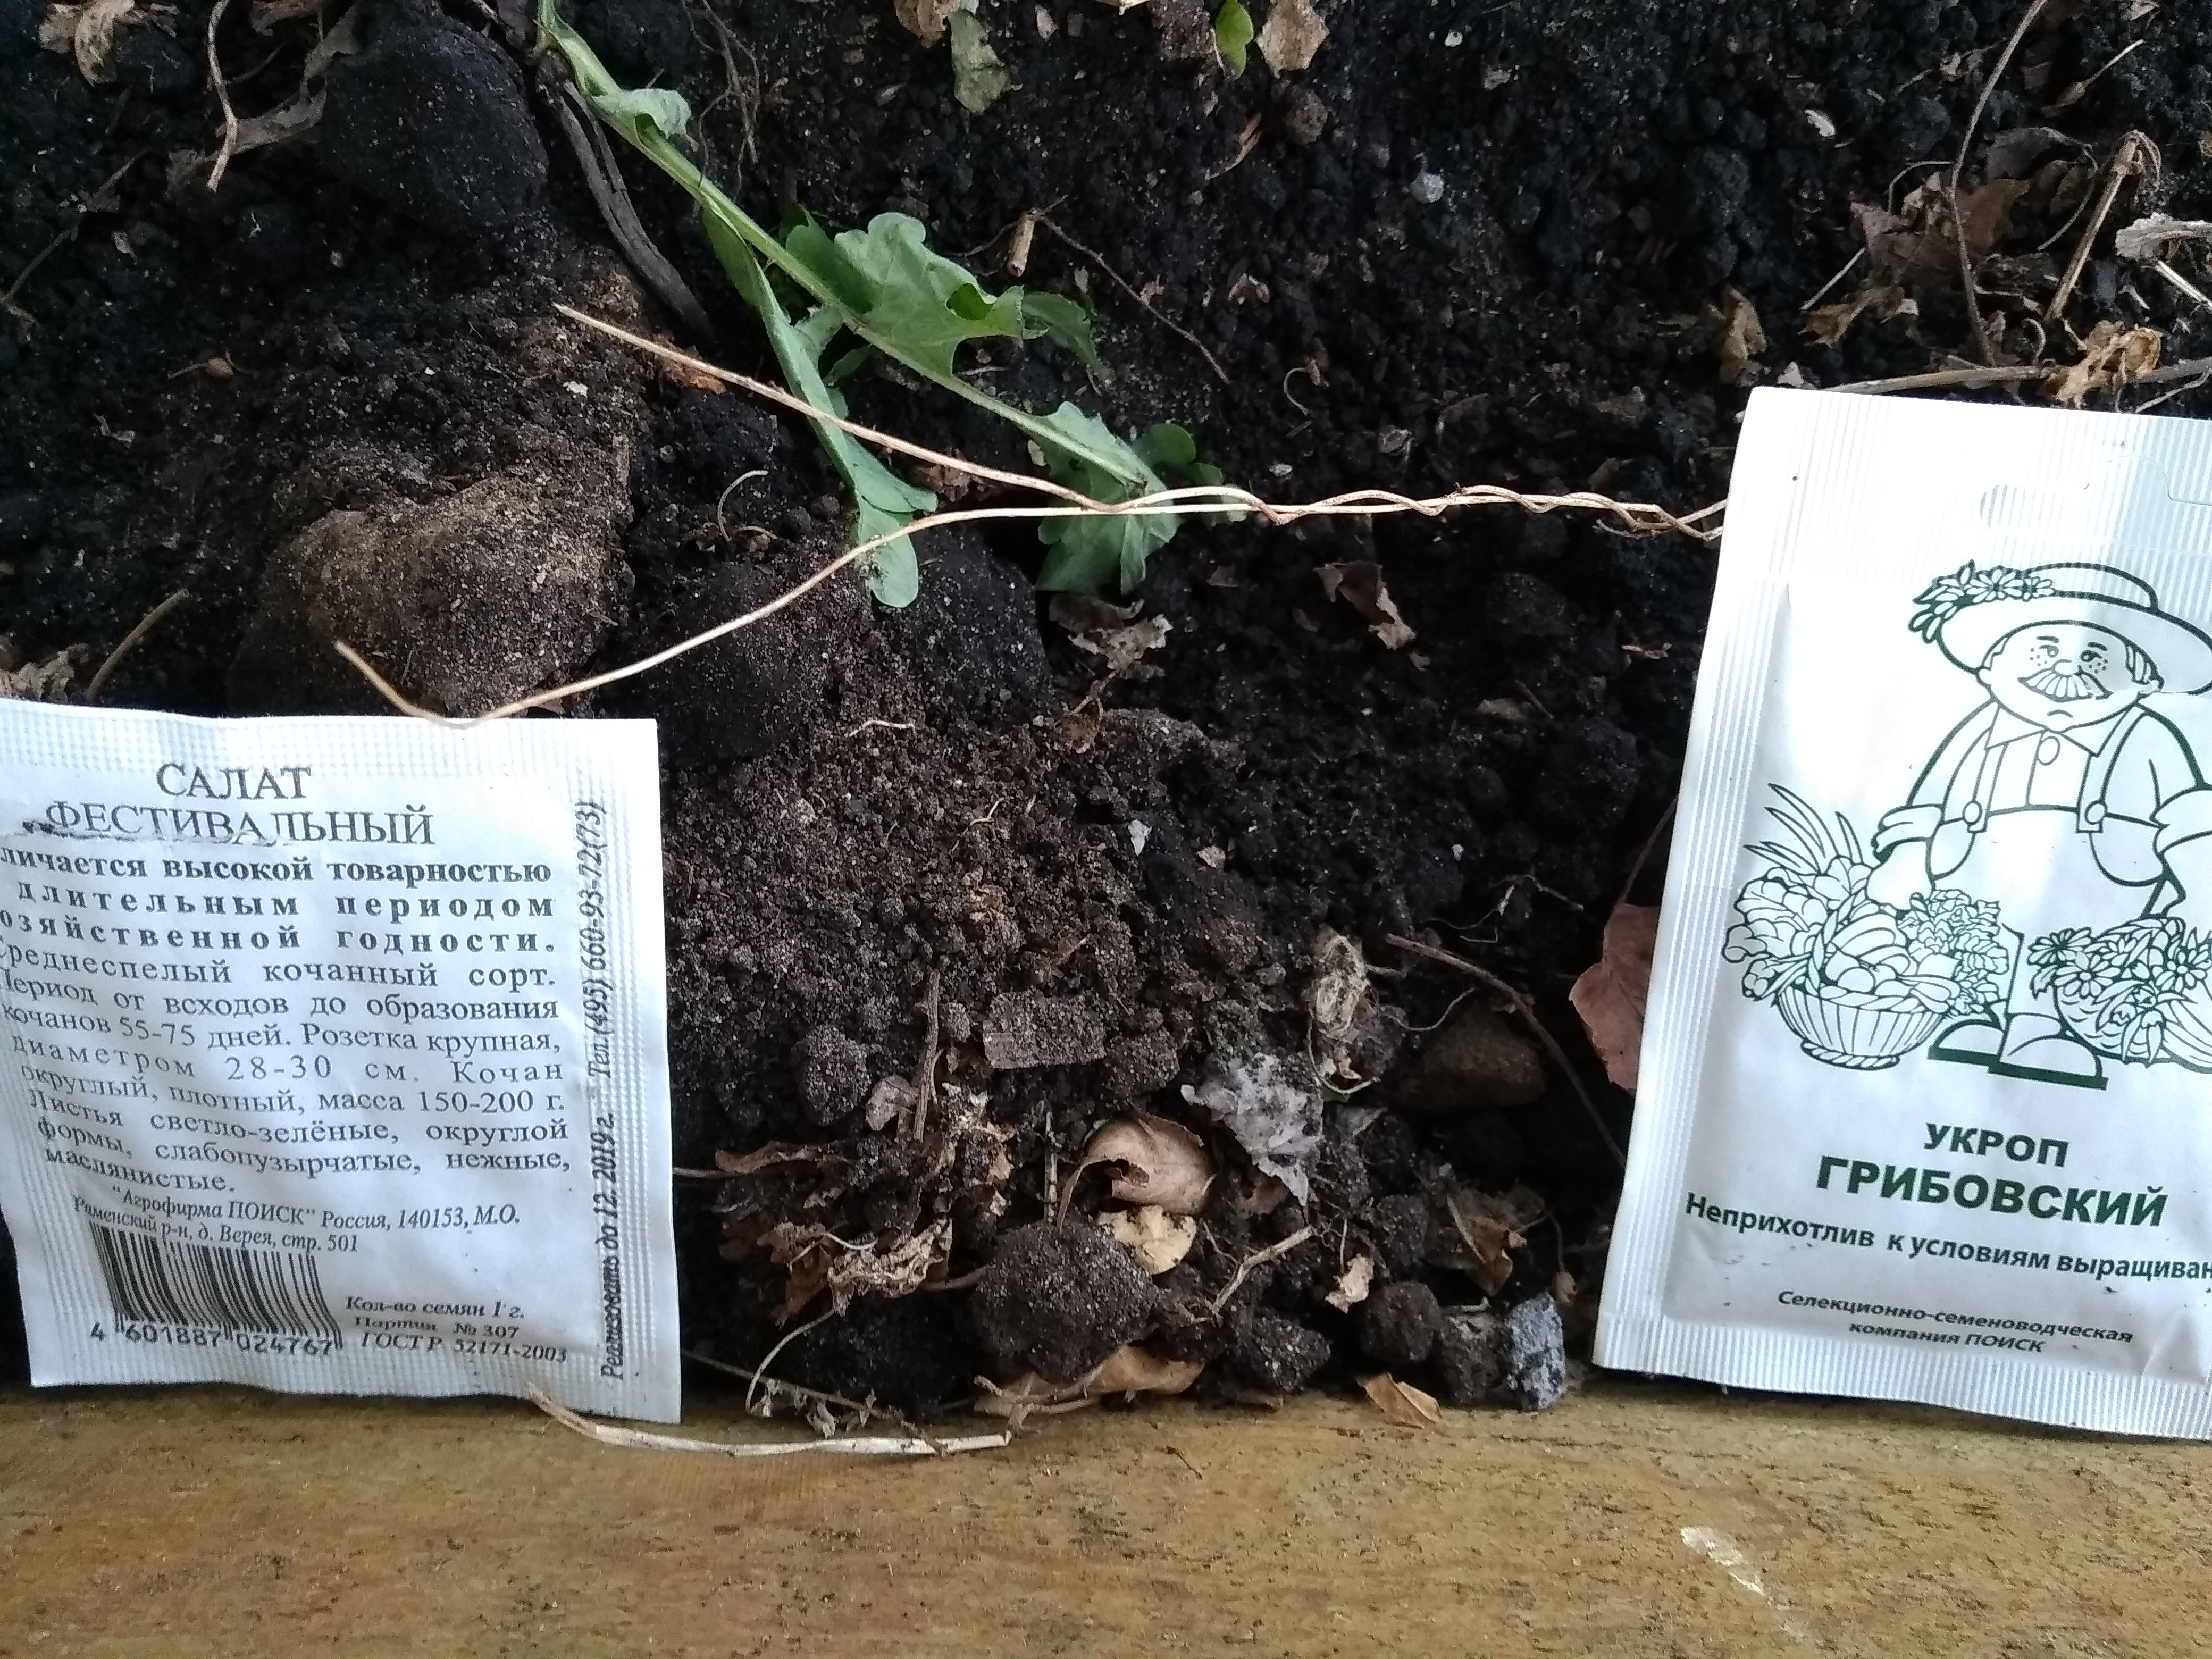 САЛАТ
ФЕСТИВАЛЬНЫЙ
личается высокой товарностью
длительным периодом
озяйственной годности.
Среднеспелый кочанный сорт.
Период от всходов до образования
кочанов 55-75 дней. Розетка крупная,
диаметром 28-30 см. Кочан
округлый, плотный, масса 150-200 г.
Листья светло-зелёные, округлой
формы, слабопузырчатые, нежные,
маслянистые.
"Агрофирма ПОИСК" Россия, 140153, М.О.
Раменский р-н, д. Верея, стр. 501
Кол-во семян 1 г.
Партия № 307
ГОСТ Р 52171-2003
4 601887 024767
Реализовать до 12. 2019 г. Тел.(495) 660-93-72(73)
УКРОП
ГРИБОВСКИЙ
Неприхотлив к условиям выращиван
Селекционно-семеноводческая
компания ПОИСК